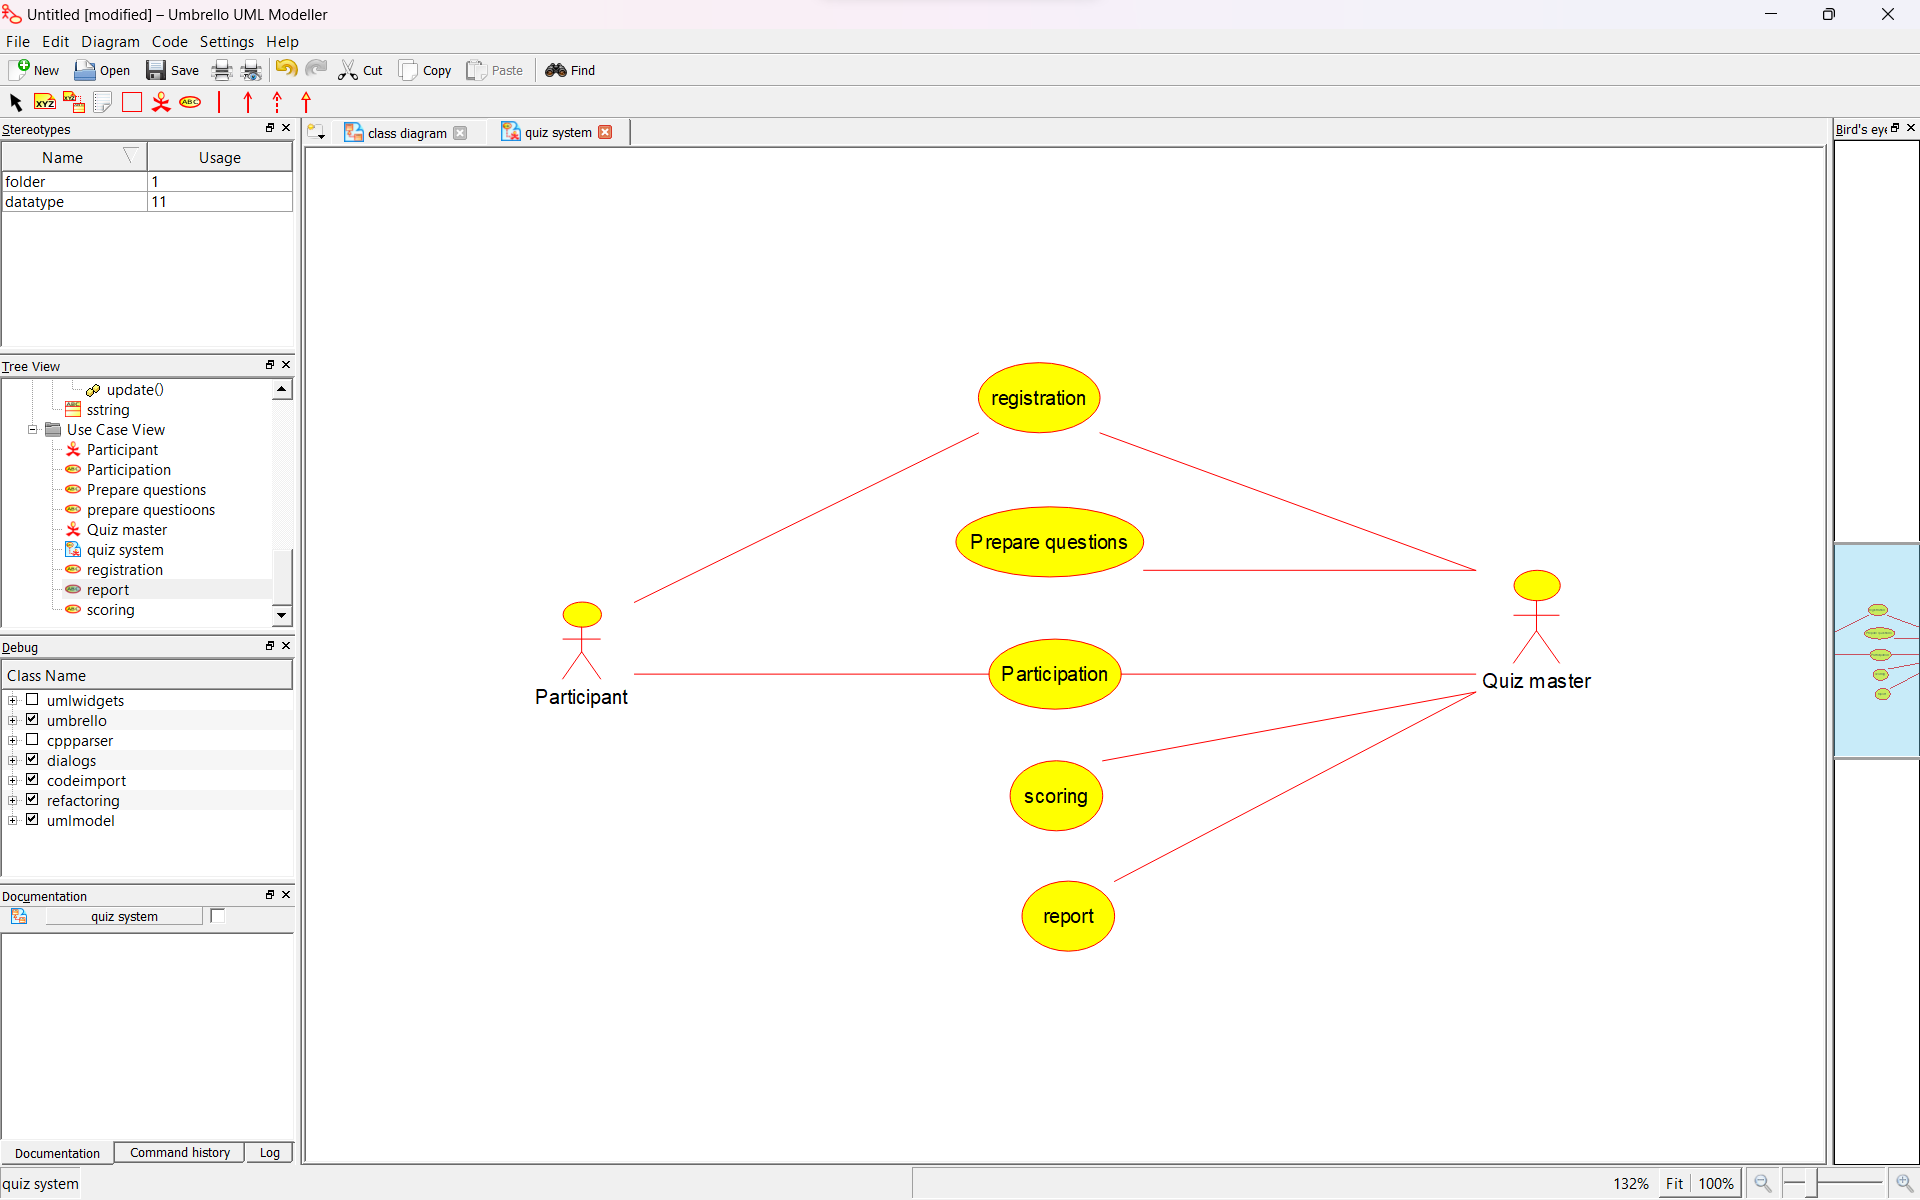 Untitled [modified] – Umbrello UML Modeller
File Edit Diagram Code Settings Help
New Open Save Cut Copy Paste Find
XYZ XYZ ABC
Stereotypes
class diagram quiz system
Bird's eye
Name Usage
folder 1
datatype 11
Tree View
update()
sstring
Use Case View
Participant
Participation
Prepare questions
prepare questioons
Quiz master
quiz system
registration
report
scoring
registration
Prepare questions
Participant
Participation
Quiz master
scoring
report
Debug
Class Name
umlwidgets
umbrello
cppparser
dialogs
codeimport
refactoring
umlmodel
Documentation
quiz system
Documentation Command history Log
quiz system
132% Fit 100%